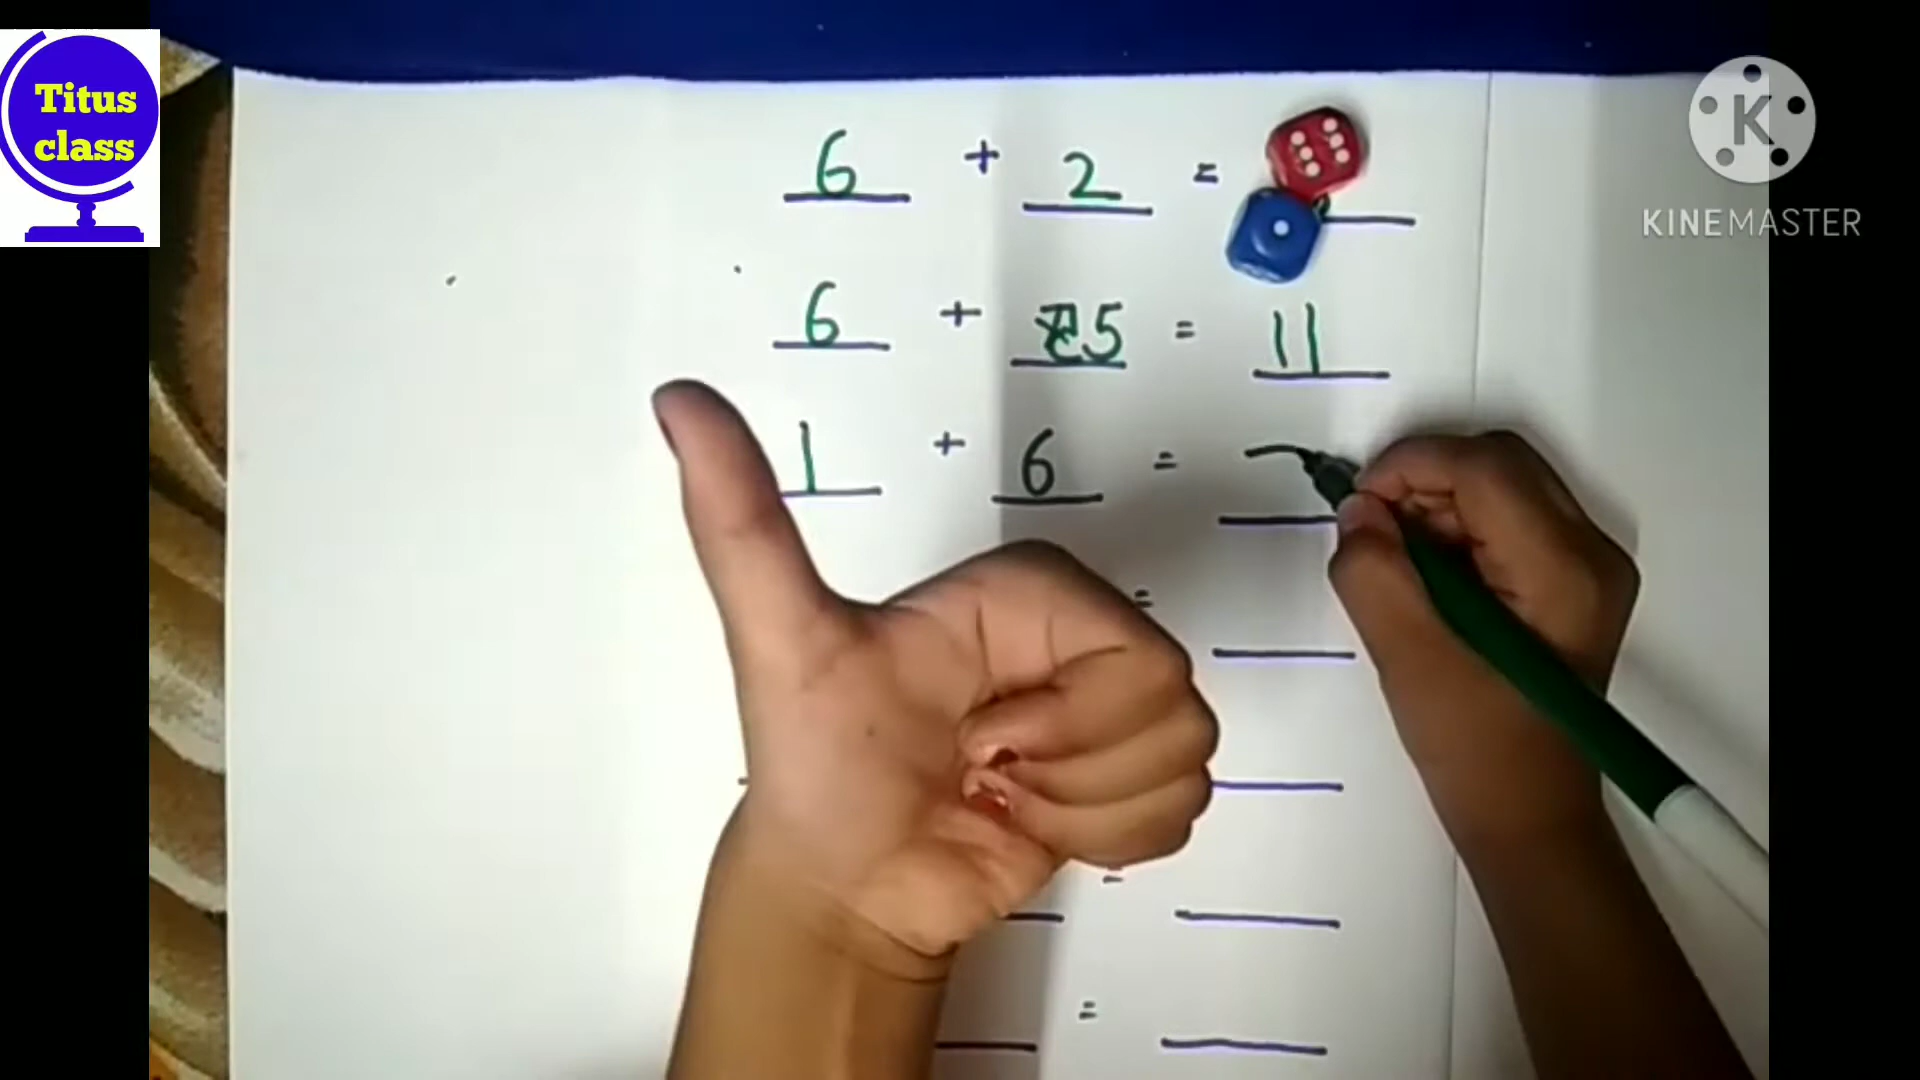 Titus
class
KINEMASTER
6 + 2 =
6 + 5 = 11
1 + 6 =
=
=
=